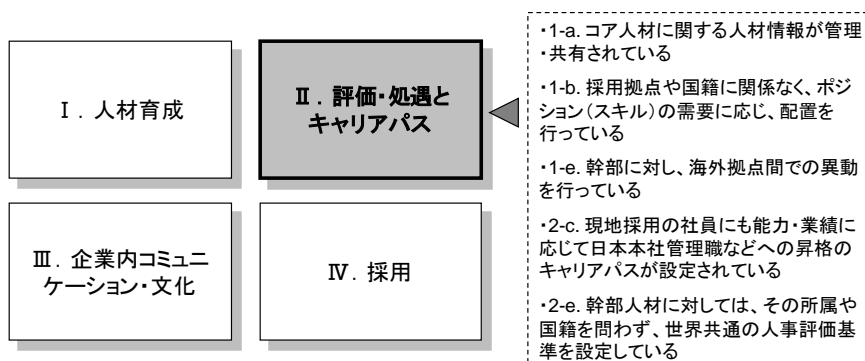 Ⅰ．人材育成
Ⅱ．評価・処遇と
キャリアパス
Ⅲ．企業内コミュニ
ケーション・文化
Ⅳ．採用
・1-a. コア人材に関する人材情報が管理
・共有されている
・1-b. 採用拠点や国籍に関係なく、ポジ
ション（スキル）の需要に応じ、配置を
行っている
・1-e. 幹部に対し、海外拠点間での異動
を行っている
・2-c. 現地採用の社員にも能力・業績に
応じて日本本社管理職などへの昇格の
キャリアパスが設定されている
・2-e. 幹部人材に対しては、その所属や
国籍を問わず、世界共通の人事評価基
準を設定している